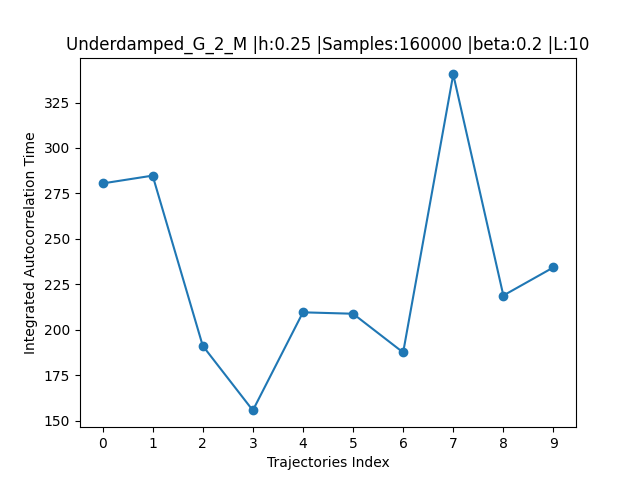 Underdamped_G_2_M |h:0.25 |Samples:160000 |beta:0.2 |L:10
Integrated Autocorrelation Time
325
300
275
250
225
200
175
150
0 1 2 3 4 5 6 7 8 9
Trajectories Index